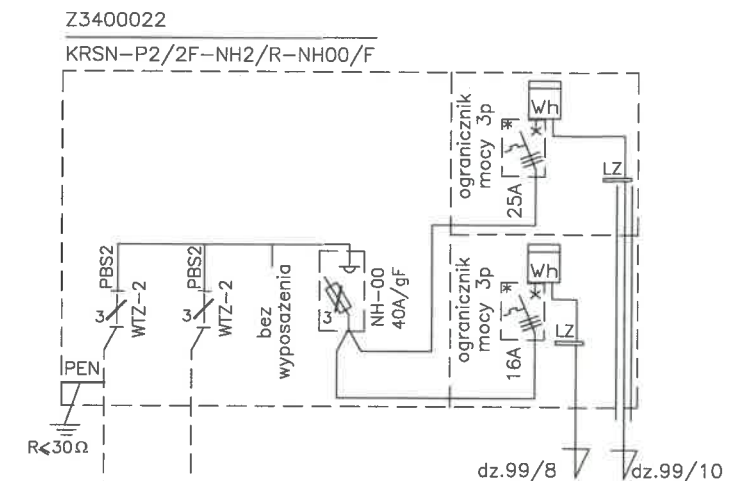 Z3400022
KRSN-P2/2F-NH2/R-NH00/F
Wh
ogranicznik
mocy 3p
*
25A
LZ
PBS2
3
WTZ-2
PBS2
3
WTZ-2
bez
wyposażenia
3
NH-00
40A/gF
Wh
ogranicznik
mocy 3p
*
16A
LZ
PEN
R⩽30Ω
dz.99/8
dz.99/10